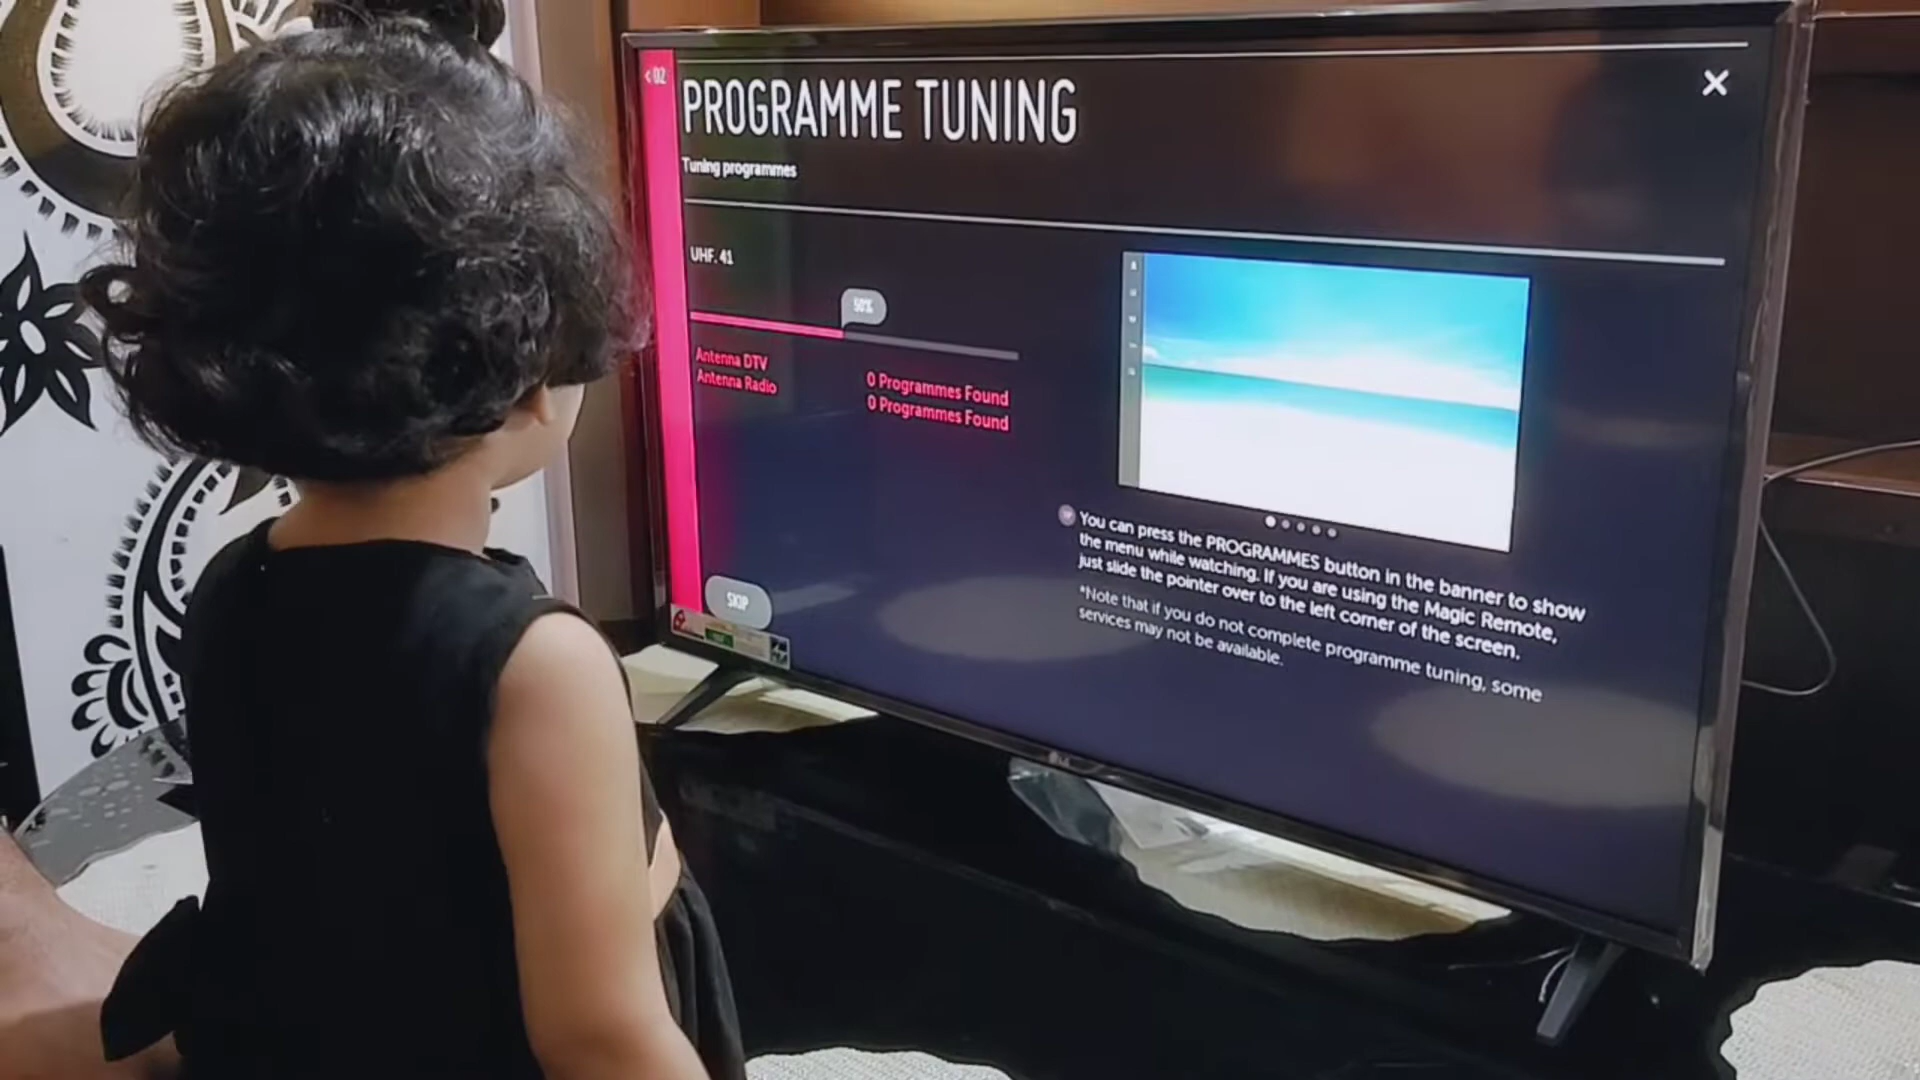 < 02
PROGRAMME TUNING
Tuning programmes
UHF. 41
50%
Antenna DTV
0 Programmes Found
Antenna Radio
0 Programmes Found
You can press the PROGRAMMES button in the banner to show
the menu while watching. If you are using the Magic Remote,
just slide the pointer over to the left corner of the screen.
*Note that if you do not complete programme tuning, some
services may not be available.
SKIP
LG